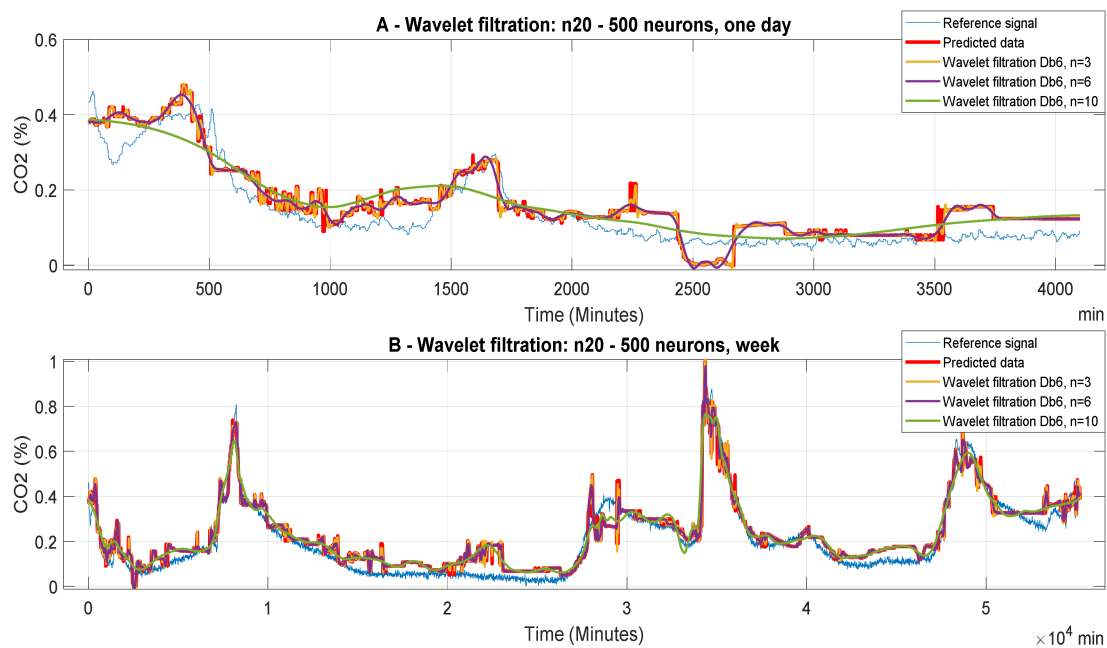 A - Wavelet filtration: n20 - 500 neurons, one day
Reference signal
Predicted data
Wavelet filtration Db6, n=3
Wavelet filtration Db6, n=6
Wavelet filtration Db6, n=10
CO2 (%)
0.6
0.4
0.2
0
0 500 1000 1500 2000 2500 3000 3500 4000
Time (Minutes)
min
B - Wavelet filtration: n20 - 500 neurons, week
Reference signal
Predicted data
Wavelet filtration Db6, n=3
Wavelet filtration Db6, n=6
Wavelet filtration Db6, n=10
CO2 (%)
1
0.8
0.6
0.4
0.2
0
0 1 2 3 4 5
Time (Minutes)
×10⁴ min